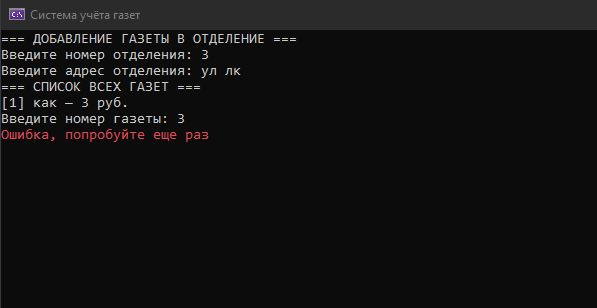 Система учёта газет
=== ДОБАВЛЕНИЕ ГАЗЕТЫ В ОТДЕЛЕНИЕ ===
Введите номер отделения: 3
Введите адрес отделения: ул лк
=== СПИСОК ВСЕХ ГАЗЕТ ===
[1] как — 3 руб.
Введите номер газеты: 3
Ошибка, попробуйте еще раз